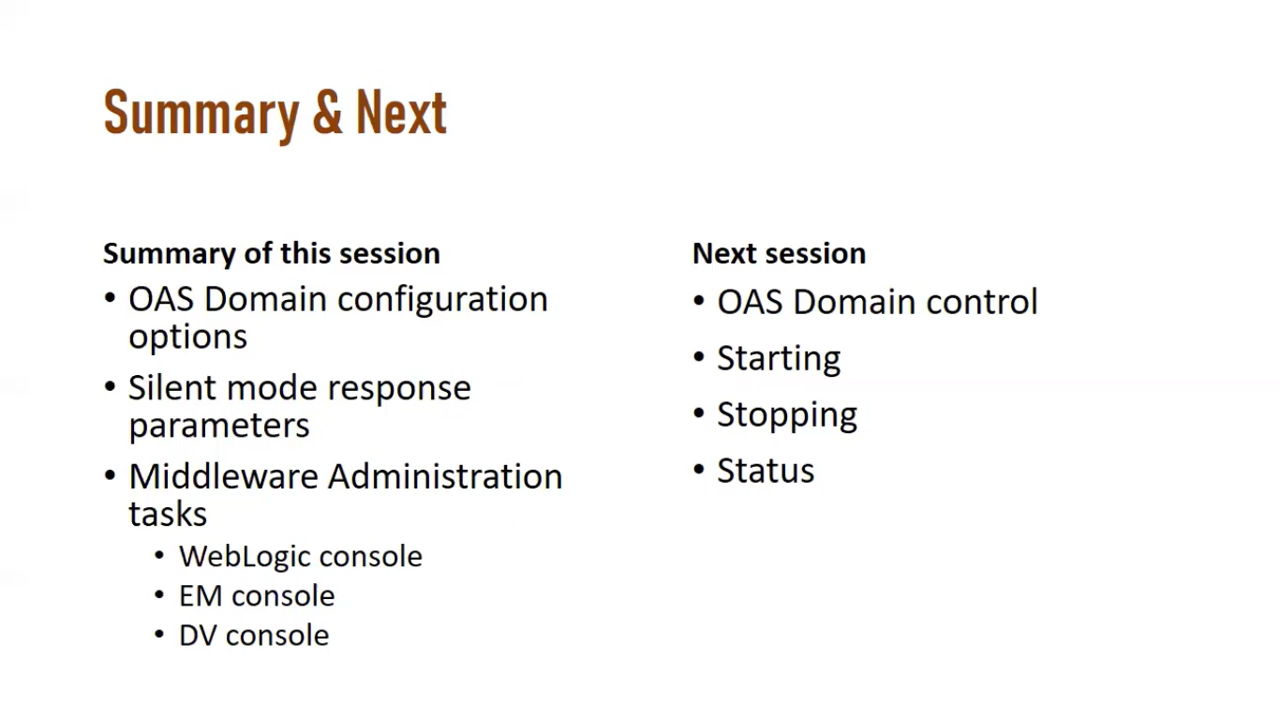 Summary & Next
Summary of this session
• OAS Domain configuration
options
• Silent mode response
parameters
• Middleware Administration
tasks
• WebLogic console
• EM console
• DV console
Next session
• OAS Domain control
• Starting
• Stopping
• Status